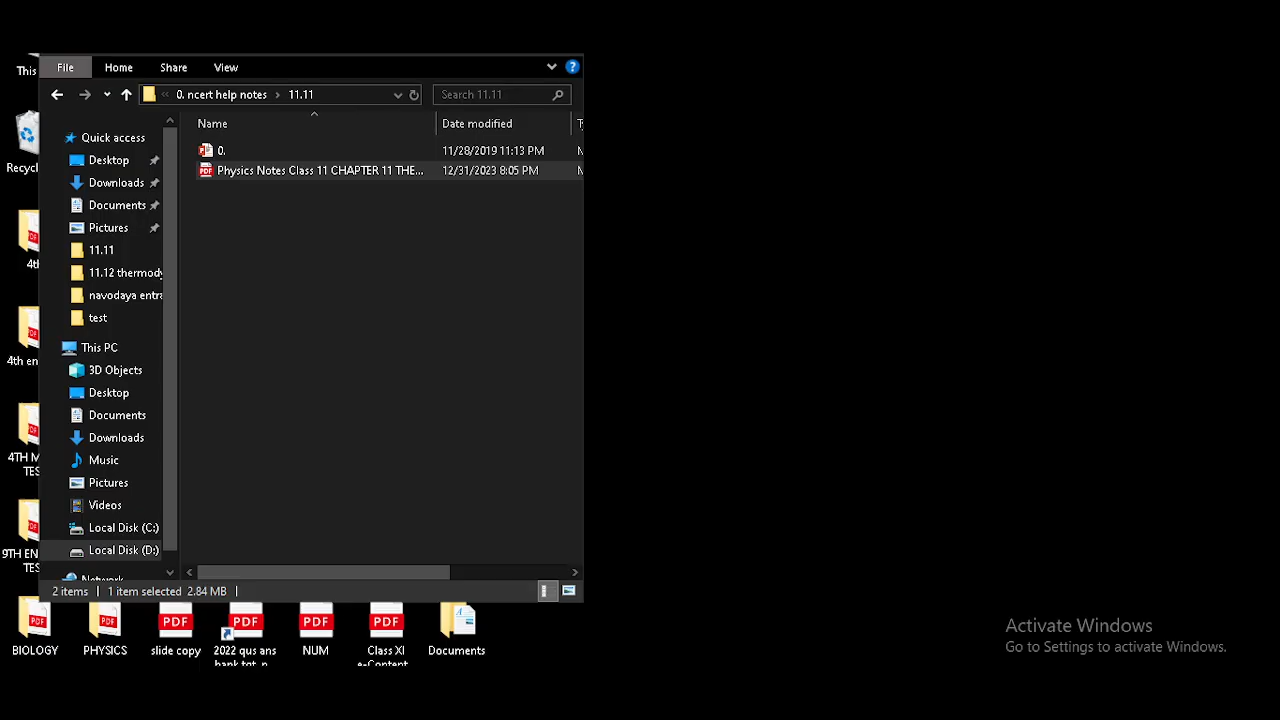 This
File Home Share View
0. ncert help notes > 11.11
Search 11.11
Name Date modified
0. 11/28/2019 11:13 PM
Physics Notes Class 11 CHAPTER 11 THE... 12/31/2023 8:05 PM
Quick access
Desktop
Downloads
Documents
Pictures
11.11
11.12 thermody
navodaya entra
test
This PC
3D Objects
Desktop
Documents
Downloads
Music
Pictures
Videos
Local Disk (C:)
Local Disk (D:)
Network
2 items 1 item selected 2.84 MB
Recycl
4th
4th en
4TH M
TES
9TH EN
TES
BIOLOGY
PHYSICS
PDF
slide copy
PDF
2022 qus ans
bank tgt, p
PDF
NUM
PDF
Class XI
e-Content
Documents
Activate Windows
Go to Settings to activate Windows.